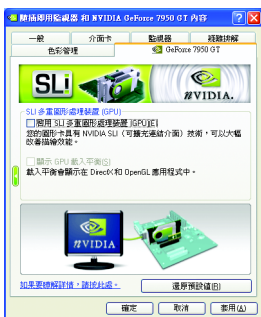 隨插即用監視器 和 NVIDIA GeForce 7950 GT 內容
一般 介面卡 監視器 疑難排解
色彩管理 GeForce 7950 GT
SLI
nVIDIA.
SLI 多重圖形處理裝置 (GPU)
啟用 SLI 多重圖形處理裝置 (GPU)(E)
您的圖形卡具有 NVIDIA SLI (可擴充連結介面) 技術,可以大幅
改善描繪效能。
顯示 GPU 載入平衡(S)
載入平衡會顯示在 DirectX 和 OpenGL 應用程式中。
nVIDIA
如果要瞭解詳情,請按此處。
還原預設值(R)
確定 取消 套用(A)